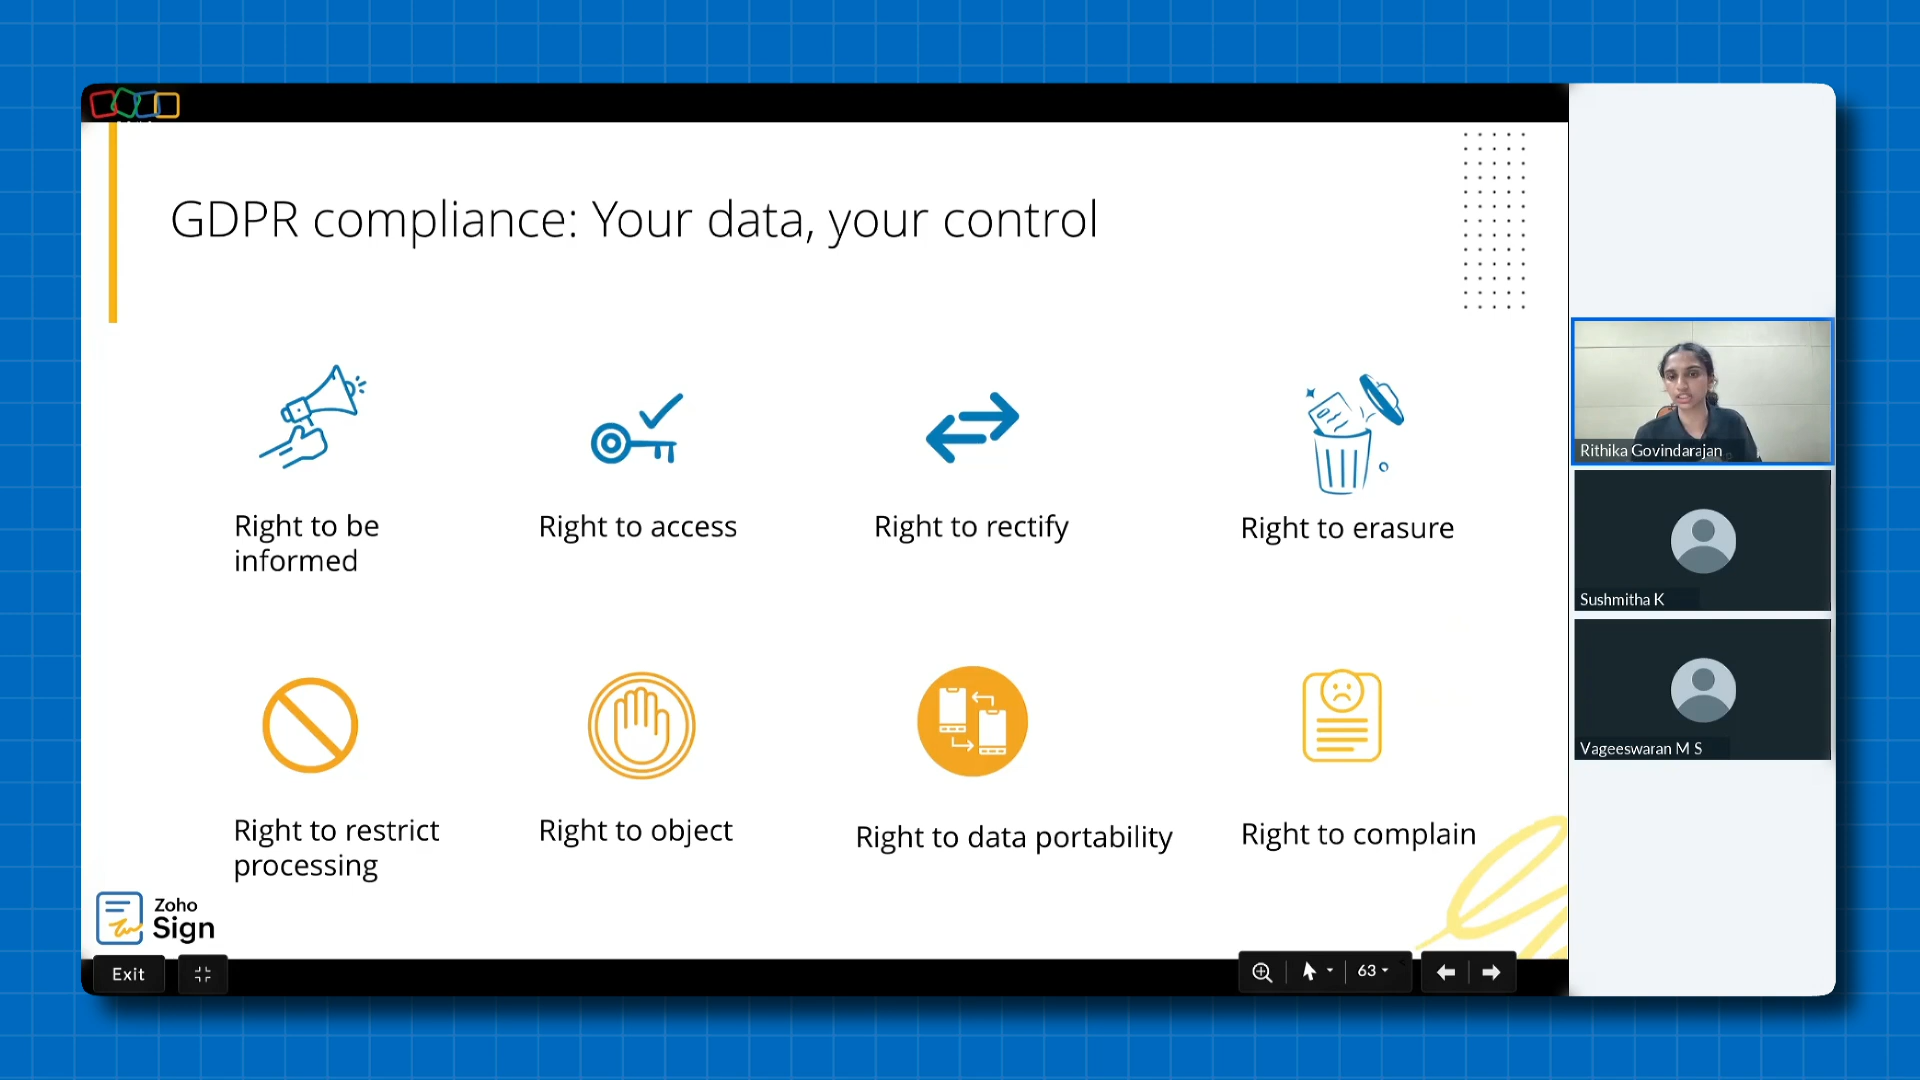 GDPR compliance: Your data, your control
Right to be
informed
Right to access
Right to rectify
Right to erasure
Right to restrict
processing
Right to object
Right to data portability
Right to complain
Zoho
Sign
Exit
63
Rithika Govindarajan
Sushmitha K
Vageeswaran M S